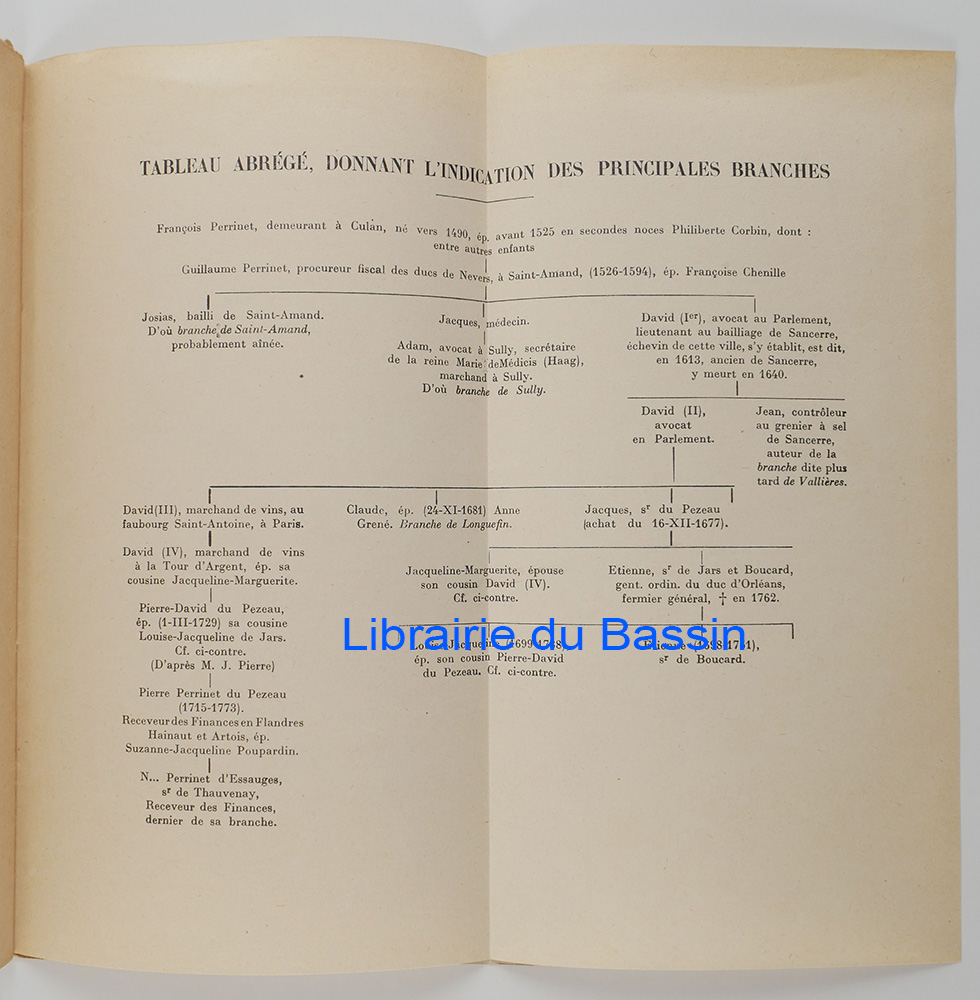 TABLEAU ABRÉGÉ, DONNANT L'INDICATION DES PRINCIPALES BRANCHES
François Perrinet, demeurant à Culan, né vers 1490, ép. avant 1525 en secondes noces Philiberte Corbin, dont :
entre autres enfants
Guillaume Perrinet, procureur fiscal des ducs de Nevers, à Saint-Amand, (1526-1594), ép. Françoise Chenille
Josias, bailli de Saint-Amand.
D'où branche de Saint-Amand,
probablement aînée.
Jacques, médecin.
Adam, avocat à Sully, secrétaire
de la reine Marie de Médicis (Haag),
marchand à Sully.
D'où branche de Sully.
David (Ier), avocat au Parlement,
lieutenant au bailliage de Sancerre,
échevin de cette ville, s'y établit, est dit,
en 1613, ancien de Sancerre,
y meurt en 1640.
David (II),
avocat
en Parlement.
Jean, contrôleur
au grenier à sel
de Sancerre,
auteur de la
branche dite plus
tard de Vallières.
David (III), marchand de vins, au
faubourg Saint-Antoine, à Paris.
Claude, ép. (24-XI-1681) Anne
Grené. Branche de Longuefin.
Jacques, sr du Pezeau
(achat du 16-XII-1677).
David (IV), marchand de vins
à la Tour d'Argent, ép. sa
cousine Jacqueline-Marguerite.
Jacqueline-Marguerite, épouse
son cousin David (IV).
Cf. ci-contre.
Etienne, sr de Jars et Boucard,
gent. ordin. du duc d'Orléans,
fermier général, † en 1762.
Pierre-David du Pezeau,
ép. (1-III-1729) sa cousine
Louise-Jacqueline de Jars.
Cf. ci-contre.
(D'après M. J. Pierre)
Librairie du Bassin
ép. son cousin Pierre-David
du Pezeau. Cf. ci-contre.
sr de Boucard.
Pierre Perrinet du Pezeau
(1715-1773).
Receveur des Finances en Flandres
Hainaut et Artois, ép.
Suzanne-Jacqueline Poupardin.
N... Perrinet d'Essauges,
sr de Thauvenay,
Receveur des Finances,
dernier de sa branche.